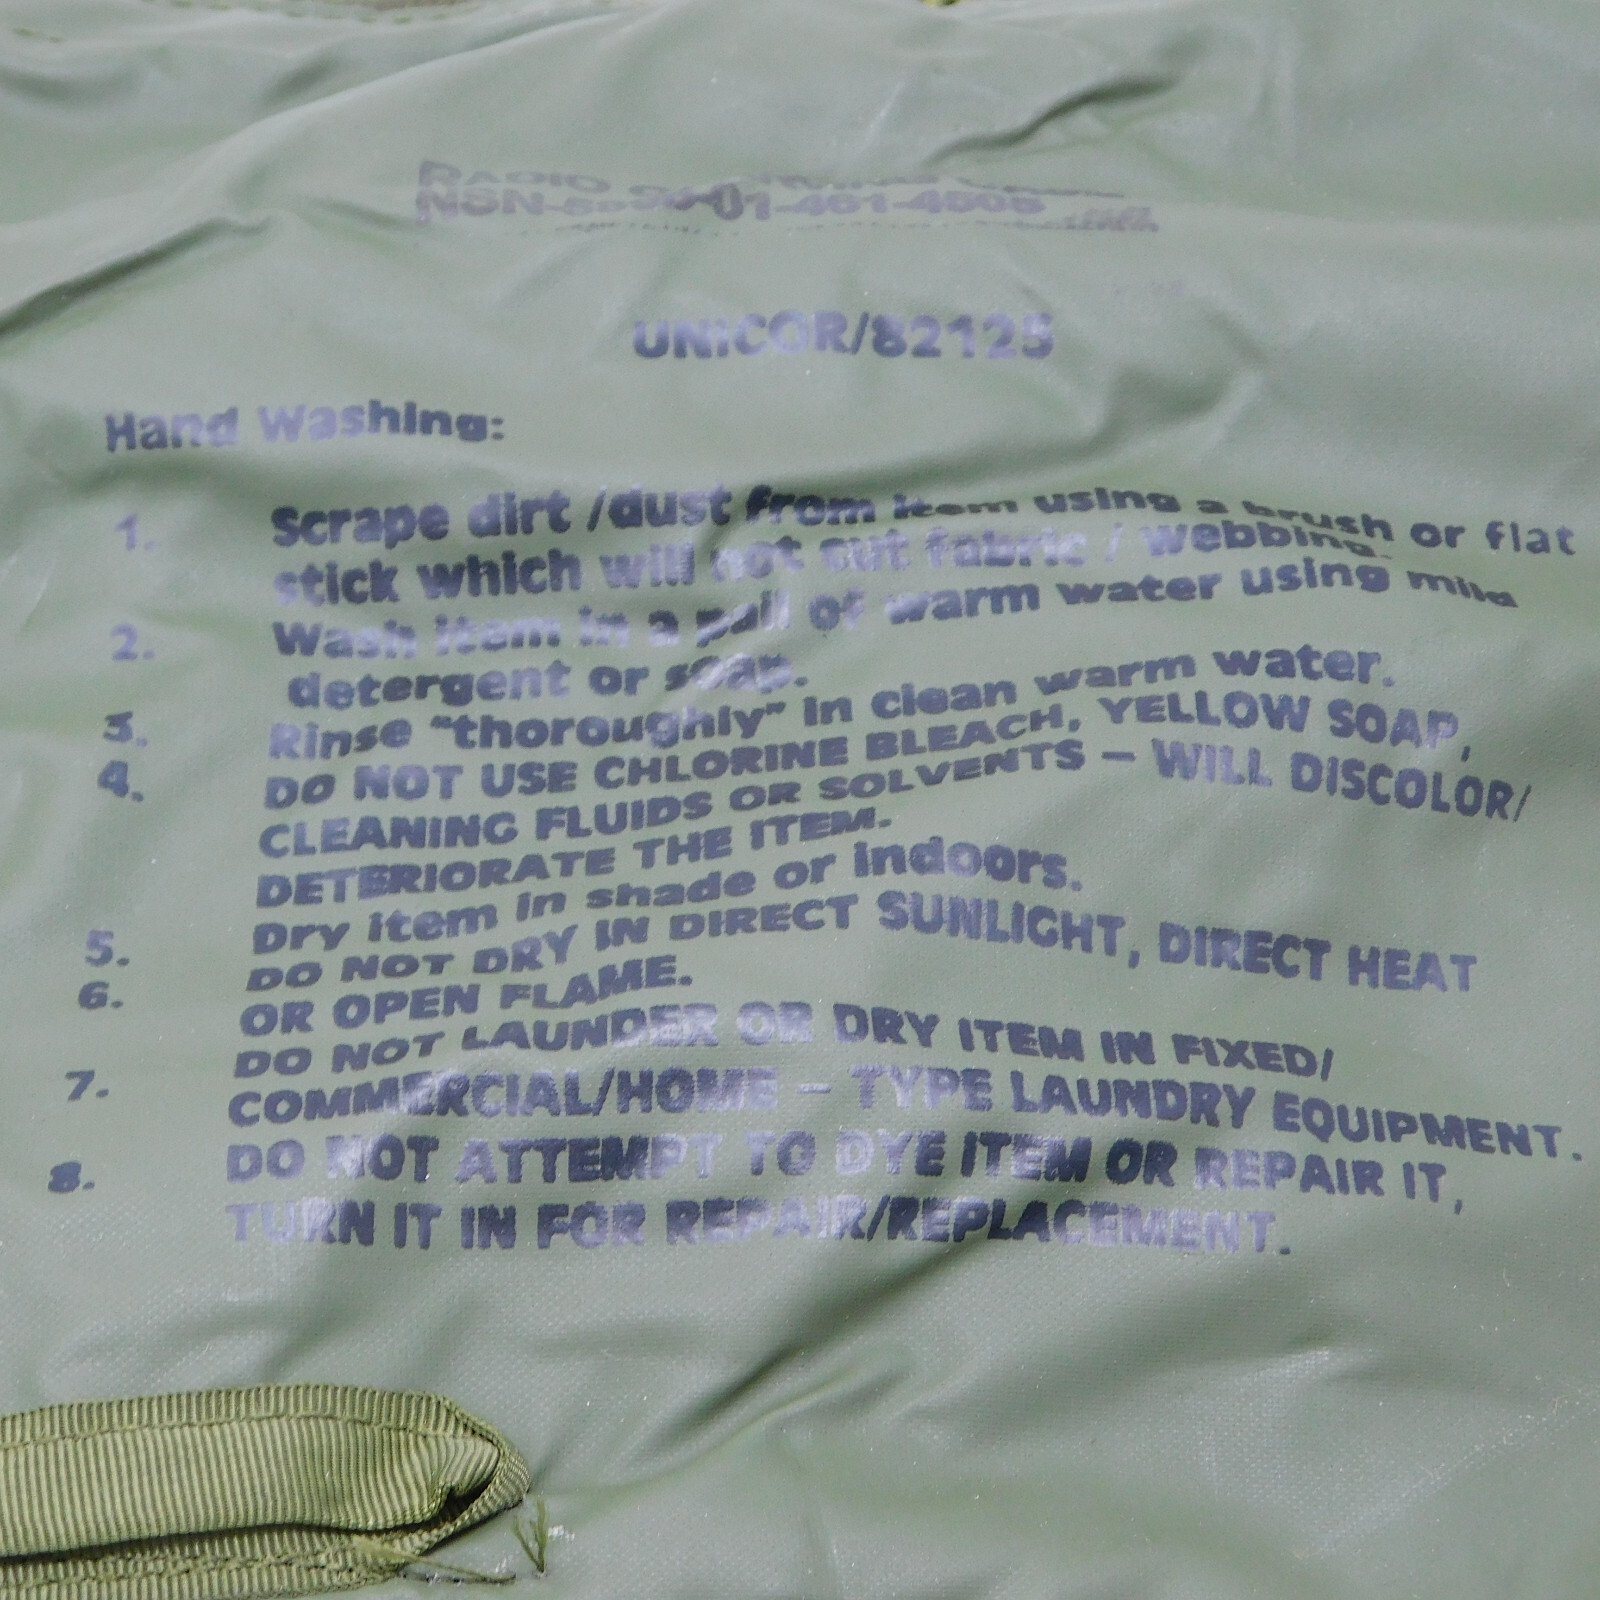 RADIO
UNICOR/82125
Hand Washing:
1. Scrape dirt /dust from item using a brush or flat
stick which will not cut fabric / webbing.
2. Wash item in a pail of warm water using mild
detergent or soap.
3. Rinse "thoroughly" in clean warm water.
4. DO NOT USE CHLORINE BLEACH, YELLOW SOAP,
CLEANING FLUIDS OR SOLVENTS – WILL DISCOLOR/
DETERIORATE THE ITEM.
5. Dry item in shade or indoors.
6. DO NOT DRY IN DIRECT SUNLIGHT, DIRECT HEAT
OR OPEN FLAME.
7. DO NOT LAUNDER OR DRY ITEM IN FIXED/
COMMERCIAL/HOME – TYPE LAUNDRY EQUIPMENT.
8. DO NOT ATTEMPT TO DYE ITEM OR REPAIR IT,
TURN IT IN FOR REPAIR/REPLACEMENT.